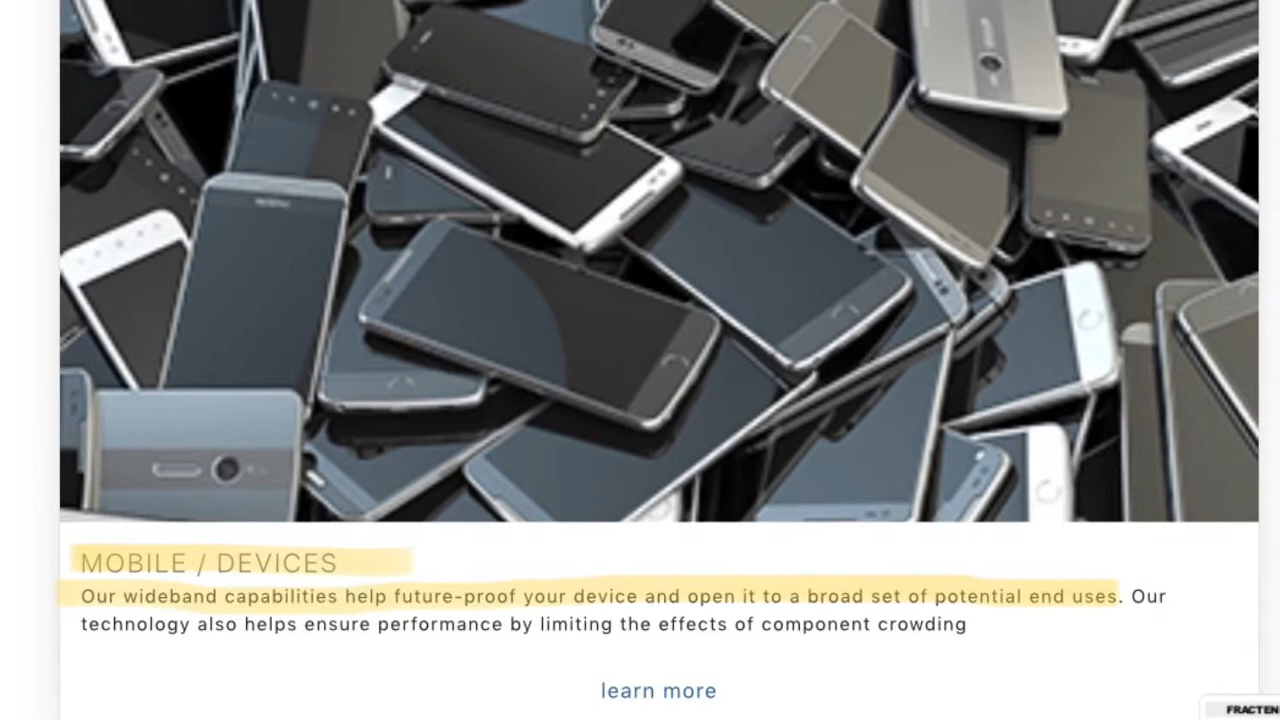 MOBILE / DEVICES
Our wideband capabilities help future-proof your device and open it to a broad set of potential end uses. Our
technology also helps ensure performance by limiting the effects of component crowding
learn more
FRACTEN